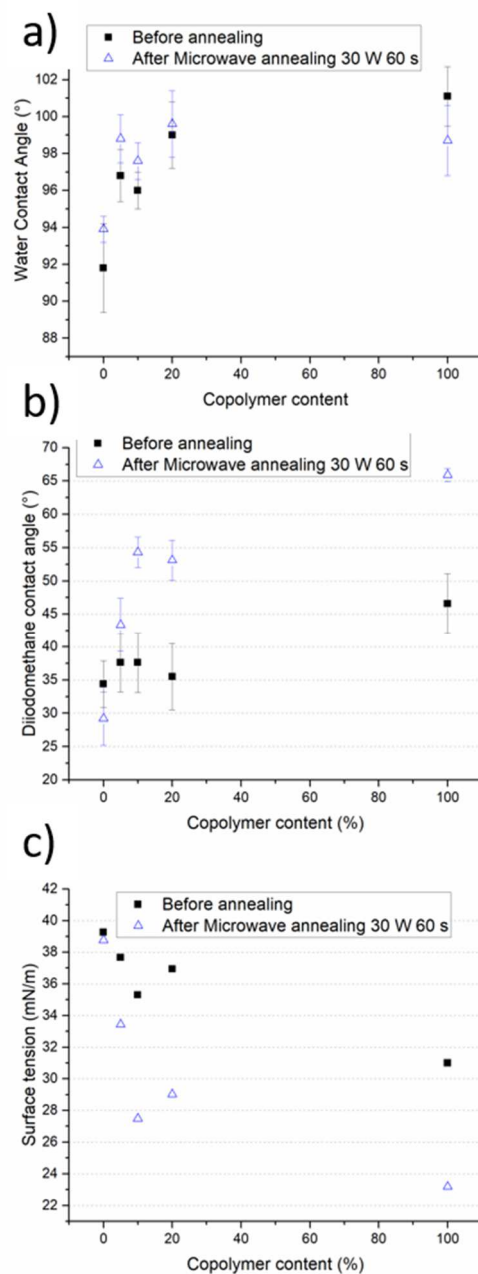 a)
Before annealing
After Microwave annealing 30 W 60 s
Water Contact Angle (°)
102
100
98
96
94
92
90
88
0 20 40 60 80 100
Copolymer content
b)
Before annealing
After Microwave annealing 30 W 60 s
Diiodomethane contact angle (°)
70
65
60
55
50
45
40
35
30
25
20
0 20 40 60 80 100
Copolymer content (%)
c)
Before annealing
After Microwave annealing 30 W 60 s
Surface tension (mN/m)
42
40
38
36
34
32
30
28
26
24
22
0 20 40 60 80 100
Copolymer content (%)